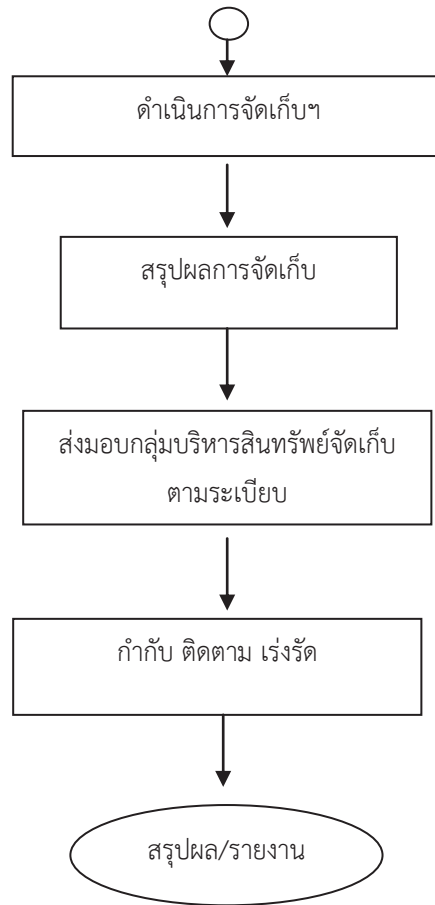 ดำเนินการจัดเก็บฯ
สรุปผลการจัดเก็บ
ส่งมอบกลุ่มบริหารสินทรัพย์จัดเก็บ
ตามระเบียบ
กำกับ ติดตาม เร่งรัด
สรุปผล/รายงาน